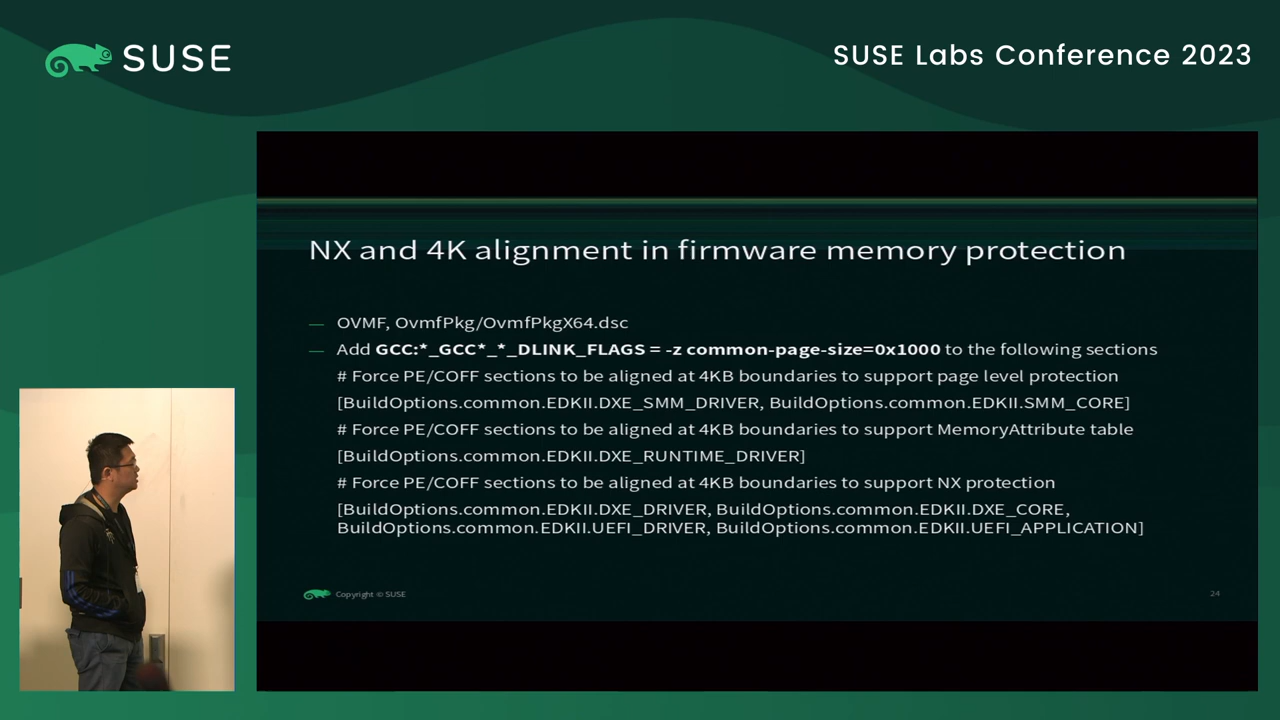 SUSE
SUSE Labs Conference 2023
NX and 4K alignment in firmware memory protection
— OVMF, OvmfPkg/OvmfPkgX64.dsc
— Add GCC:*_GCC*_*_DLINK_FLAGS = -z common-page-size=0x1000 to the following sections
# Force PE/COFF sections to be aligned at 4KB boundaries to support page level protection
[BuildOptions.common.EDKII.DXE_SMM_DRIVER, BuildOptions.common.EDKII.SMM_CORE]
# Force PE/COFF sections to be aligned at 4KB boundaries to support MemoryAttribute table
[BuildOptions.common.EDKII.DXE_RUNTIME_DRIVER]
# Force PE/COFF sections to be aligned at 4KB boundaries to support NX protection
[BuildOptions.common.EDKII.DXE_DRIVER, BuildOptions.common.EDKII.DXE_CORE,
BuildOptions.common.EDKII.UEFI_DRIVER, BuildOptions.common.EDKII.UEFI_APPLICATION]
Copyright © SUSE
24